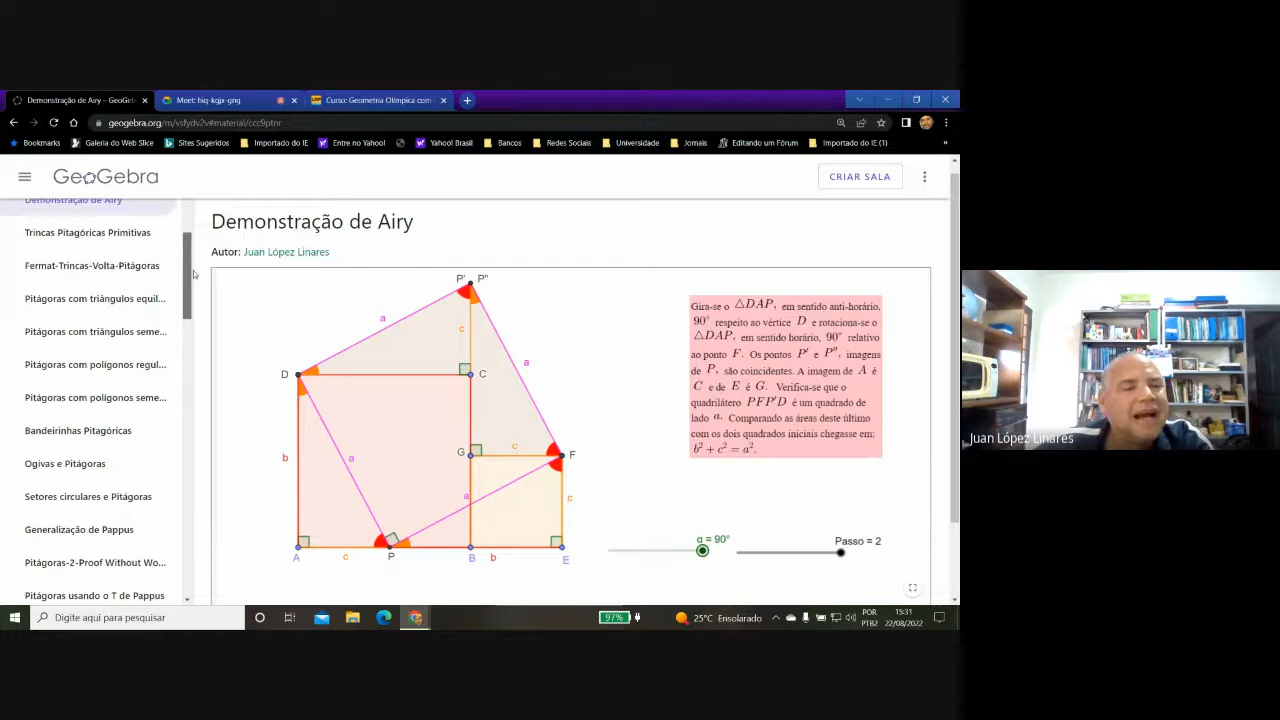 Demonstração de Airy – GeoGeb
Meet: hiq-kgjx-gnq
Curso: Geometria Olímpica com
geogebra.org/m/vsfydv2v#material/ccc9ptnr
Bookmarks
Galeria do Web Slice
Sites Sugeridos
Importado do IE
Entre no Yahoo!
Yahoo! Brasil
Bancos
Redes Sociais
Universidade
Jornais
Editando um Fórum
Importado do IE (1)
»
GeoGebra
CRIAR SALA
Demonstração de Airy
Trincas Pitagóricas Primitivas
Fermat-Trincas-Volta-Pitágoras
Pitágoras com triângulos equil...
Pitágoras com triângulos seme...
Pitágoras com polígonos regul...
Pitágoras com polígonos seme...
Bandeirinhas Pitagóricas
Ogivas e Pitágoras
Setores circulares e Pitágoras
Generalização de Pappus
Pitágoras-2-Proof Without Wo...
Pitágoras usando o T de Pappus
Demonstração de Airy
Autor: Juan López Linares
P' P''
a
c
D
C
a
b
a
G
c
F
a
c
A
c
P
B
b
E
Gira-se o △DAP, em sentido anti-horário,
90° respeito ao vértice D e rotaciona-se o
△DAP, em sentido horário, 90° relativo
ao ponto F. Os pontos P' e P'', imagens
de P, são coincidentes. A imagem de A é
C e de E é G. Verifica-se que o
quadrilátero PFP'D é um quadrado de
lado a. Comparando as áreas deste último
com os dois quadrados iniciais chegasse em:
b² + c² = a².
α = 90°
Passo = 2
Juan López Linares
Digite aqui para pesquisar
97%
25°C Ensolarado
POR
PTB2
15:31
22/08/2022